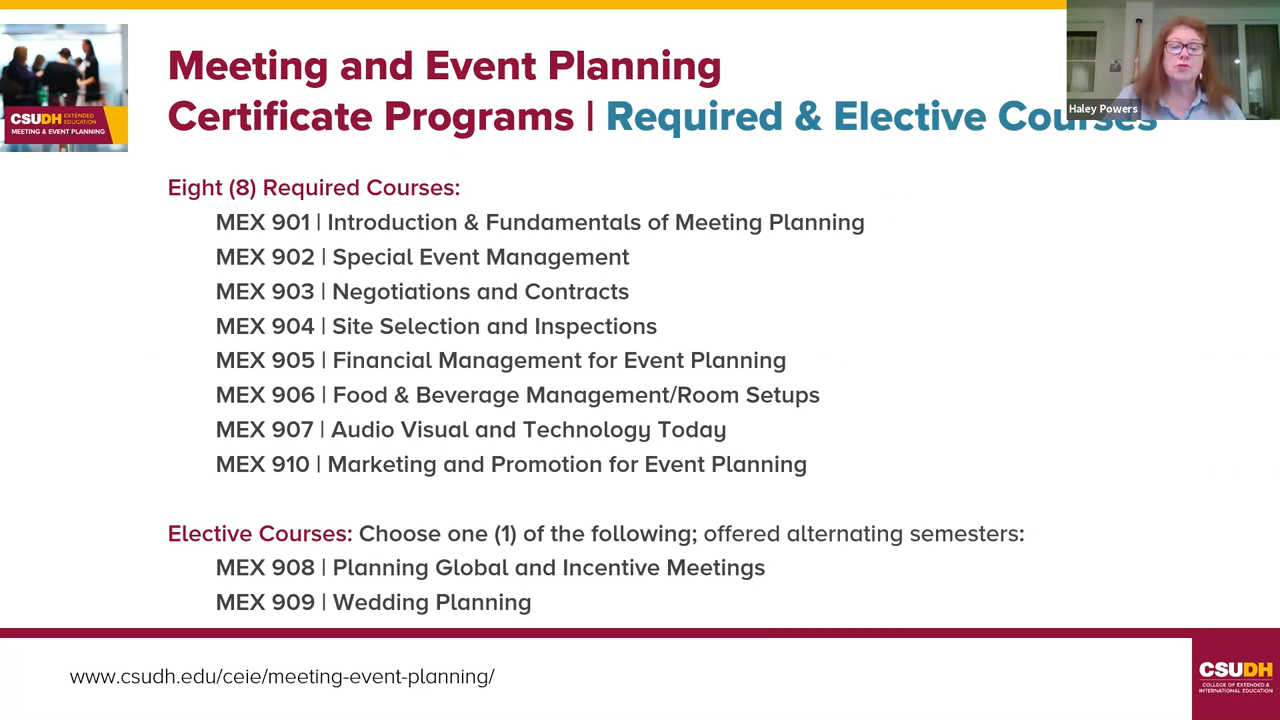 Meeting and Event Planning
Certificate Programs | Required & Elective Courses
Haley Powers
CSUDH EXTENDED EDUCATION
MEETING & EVENT PLANNING
Eight (8) Required Courses:
MEX 901 | Introduction & Fundamentals of Meeting Planning
MEX 902 | Special Event Management
MEX 903 | Negotiations and Contracts
MEX 904 | Site Selection and Inspections
MEX 905 | Financial Management for Event Planning
MEX 906 | Food & Beverage Management/Room Setups
MEX 907 | Audio Visual and Technology Today
MEX 910 | Marketing and Promotion for Event Planning
Elective Courses: Choose one (1) of the following; offered alternating semesters:
MEX 908 | Planning Global and Incentive Meetings
MEX 909 | Wedding Planning
www.csudh.edu/ceie/meeting-event-planning/
CSUDH
COLLEGE OF EXTENDED &
INTERNATIONAL EDUCATION